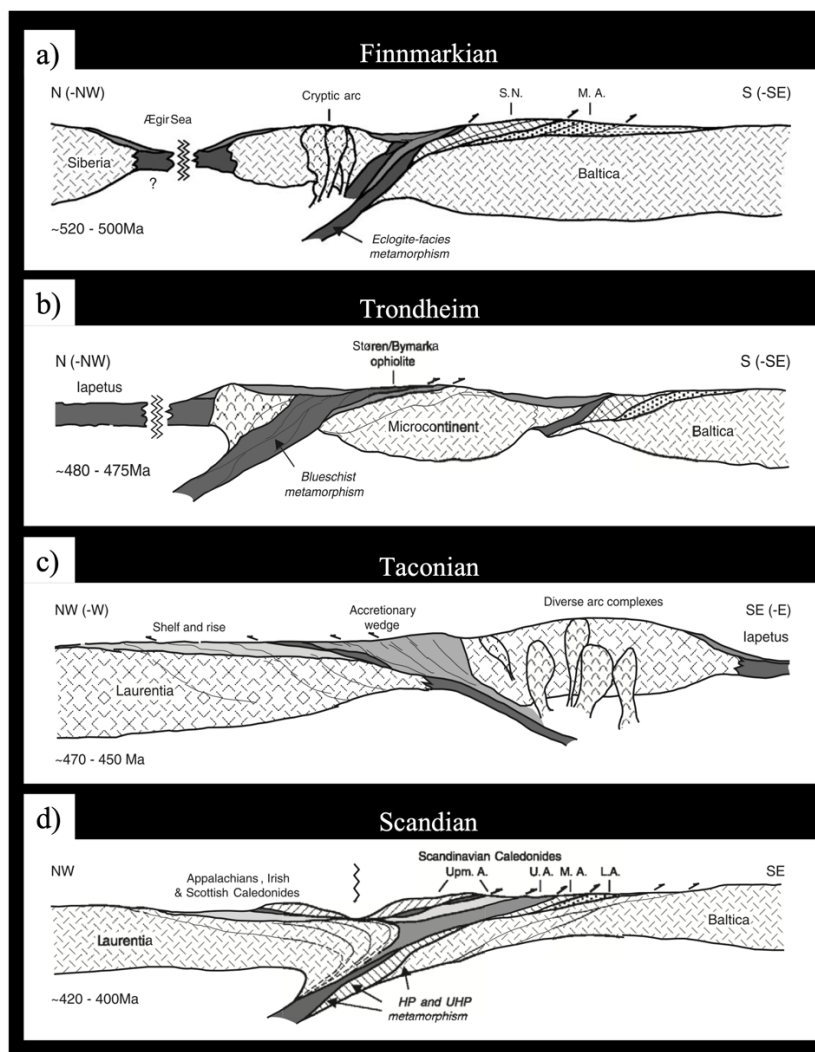 a)
Finnmarkian
N (-NW)
S (-SE)
ÆgirSea
Cryptic arc
S.N.
M. A.
Siberia
?
Baltica
~520 - 500Ma
Eclogite-facies
metamorphism
b)
Trondheim
N (-NW)
S (-SE)
Støren/Bymarka
ophiolite
Iapetus
Microcontinent
Baltica
~480 - 475Ma
Blueschist
metamorphism
c)
Taconian
NW (-W)
SE (-E)
Shelf and rise
Accretionary
wedge
Diverse arc complexes
Iapetus
Laurentia
~470 - 450 Ma
d)
Scandian
NW
SE
Scandinavian Caledonides
Appalachians, Irish
& Scottish Caledonides
Upm. A.
U. A.
M. A.
L.A.
Baltica
Laurentia
~420 - 400Ma
HP and UHP
metamorphism